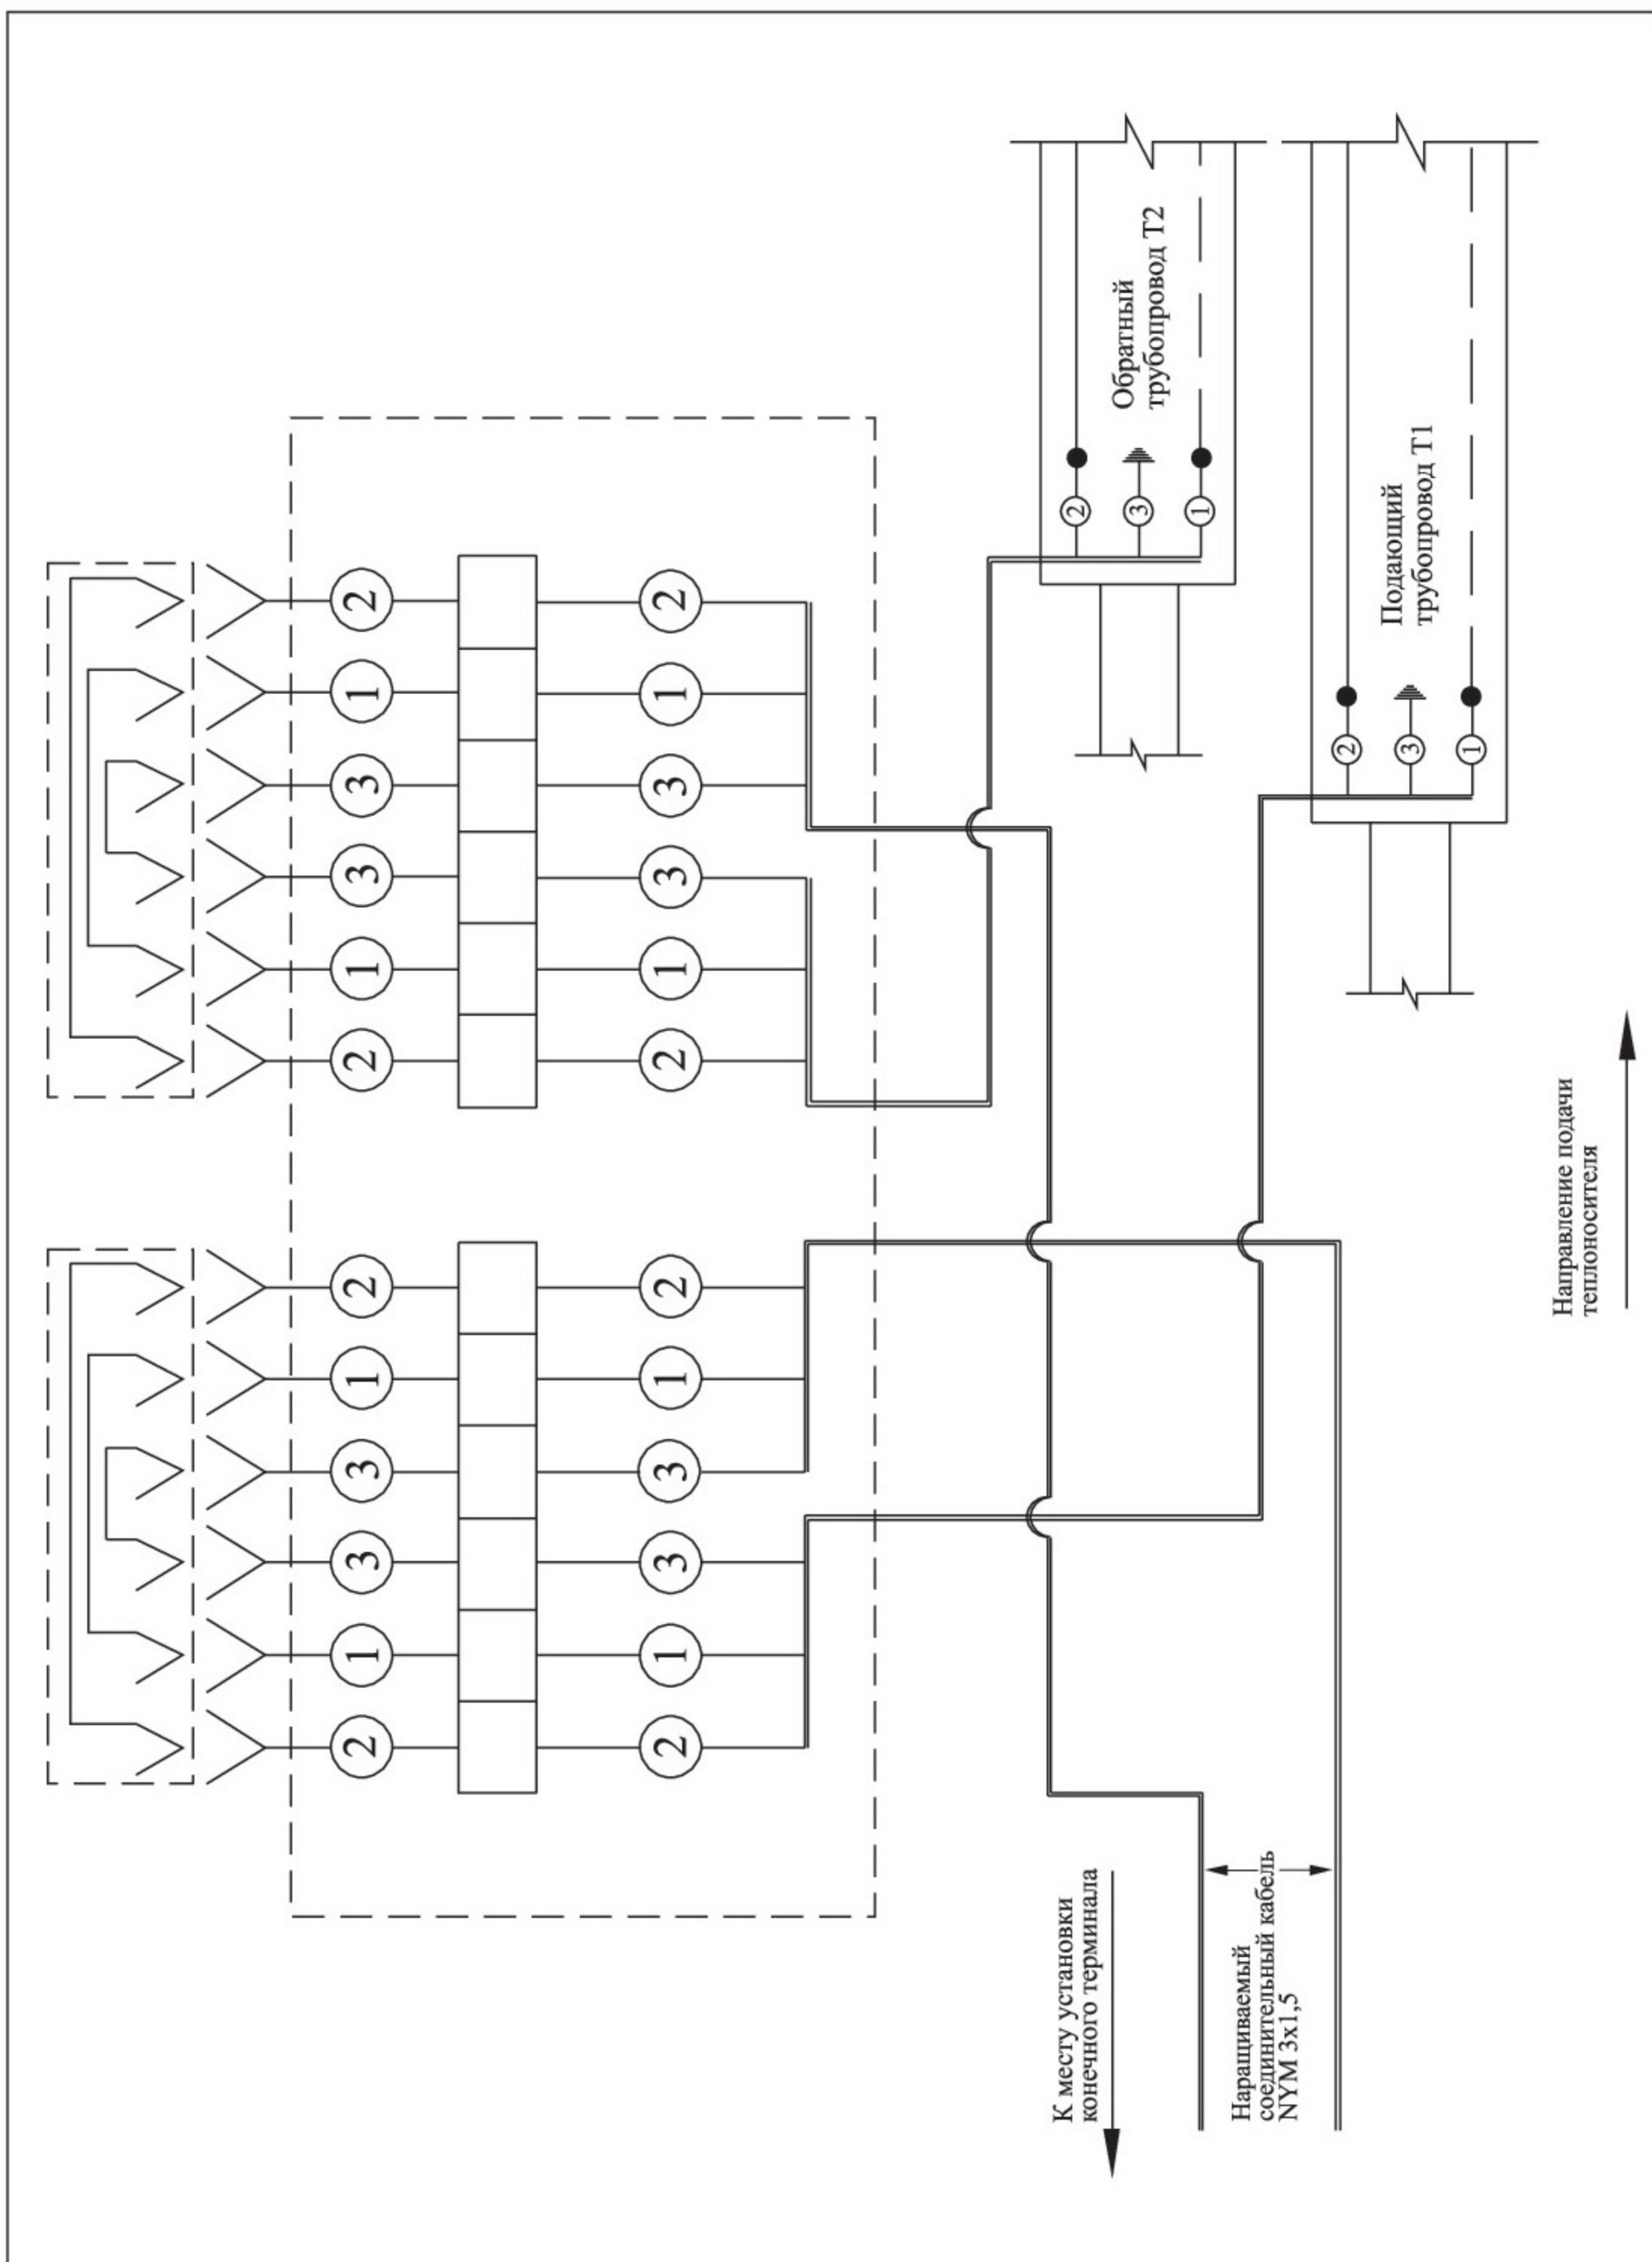 2 1 3 3 1 2 2 1 3 3 1 2
2 1 3 3 1 2 2 1 3 3 1 2
К месту установки
конечного терминала
2
3
1
Обратный
трубопровод Т2
Наращиваемый
соединительный кабель
NYM 3x1,5
2
3
1
Подающий
трубопровод Т1
Направление подачи
теплоносителя